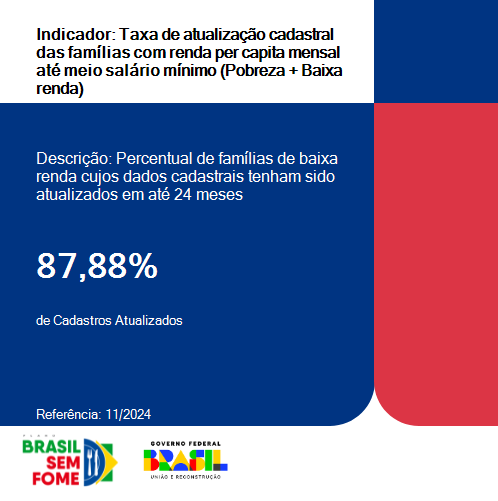 Indicador: Taxa de atualização cadastral
das famílias com renda per capita mensal
até meio salário mínimo (Pobreza + Baixa
renda)
Descrição: Percentual de famílias de baixa
renda cujos dados cadastrais tenham sido
atualizados em até 24 meses
87,88%
de Cadastros Atualizados
Referência: 11/2024
PLANO
BRASIL
SEM
FOME
GOVERNO FEDERAL
BRASIL
UNIÃO E RECONSTRUÇÃO